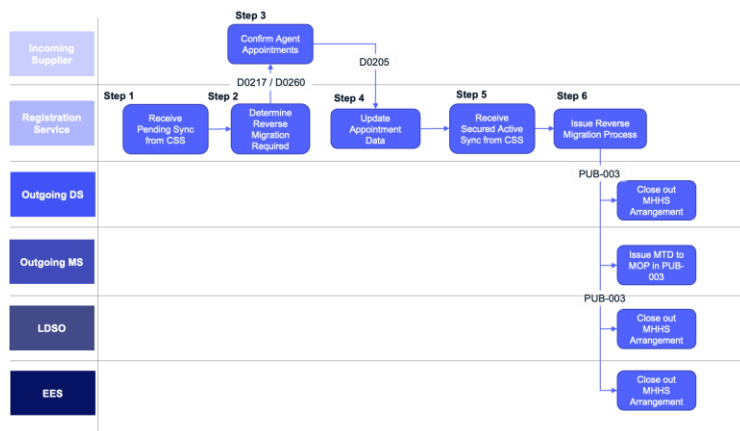 Step 3
Incoming
Supplier
Confirm Agent
Appointments
D0205
D0217 / D0260
Step 1
Step 2
Step 4
Step 5
Step 6
Registration
Service
Receive
Pending Sync
from CSS
Determine
Reverse
Migration
Required
Update
Appointment
Data
Receive
Secured Active
Sync from CSS
Issue Reverse
Migration Process
PUB-003
Outgoing DS
Close out
MHHS
Arrangement
Outgoing MS
Issue MTD to
MOP in PUB-
003
PUB-003
LDSO
Close out
MHHS
Arrangement
EES
Close out
MHHS
Arrangement